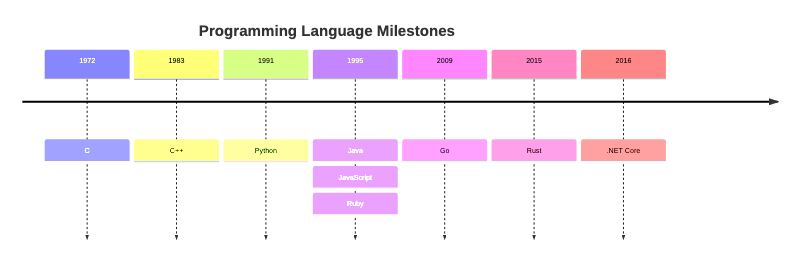 Programming Language Milestones
1972
1983
1991
1995
2009
2015
2016
C
C++
Python
Java
Go
Rust
.NET Core
JavaScript
Ruby